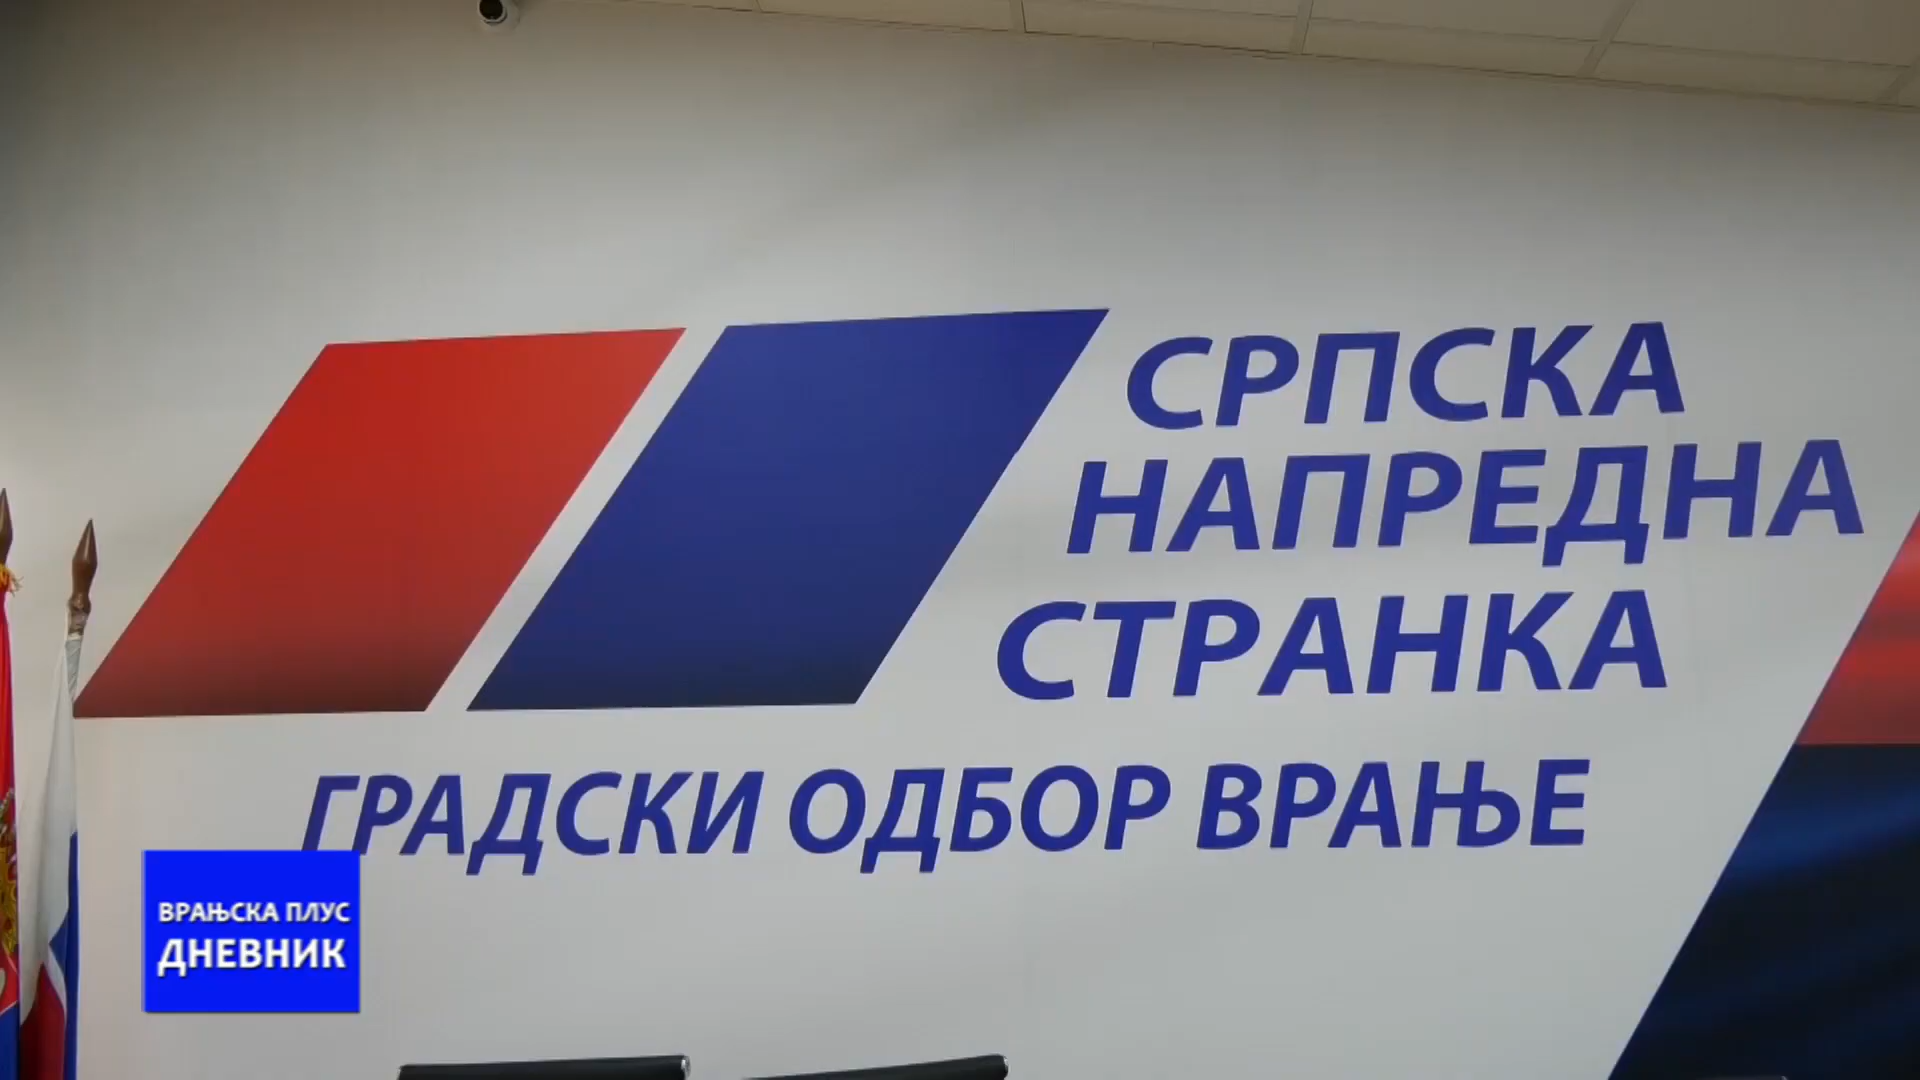 СРПСКА
НАПРЕДНА
СТРАНКА
ГРАДСКИ ОДБОР ВРАЊЕ
ВРАЊСКА ПЛУС
ДНЕВНИК